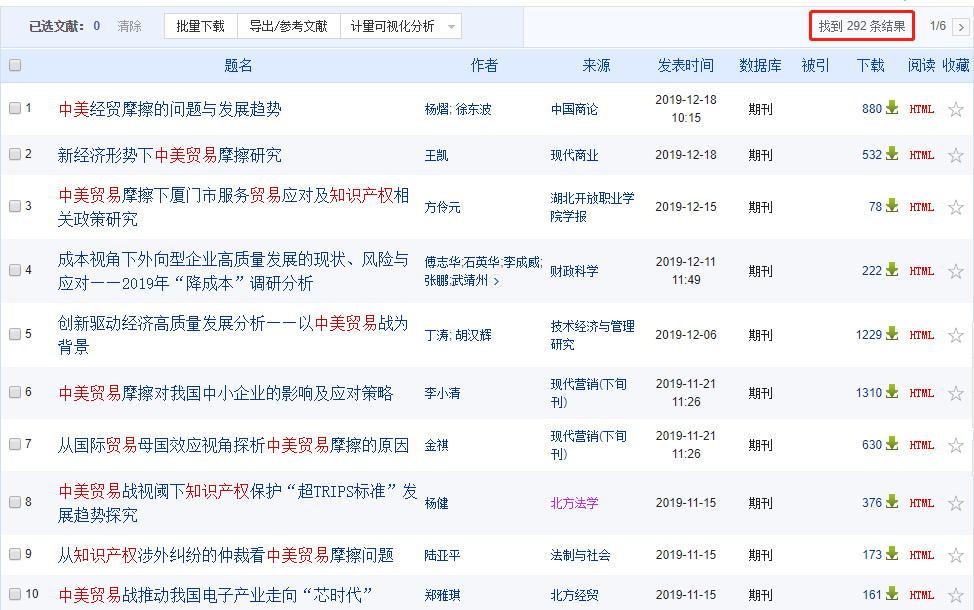 已选文献: 0 清除 批量下载 导出/参考文献 计量可视化分析 找到 292 条结果 1/6
题名 作者 来源 发表时间 数据库 被引 下载 阅读 收藏
1 中美经贸摩擦的问题与发展趋势 杨熠; 徐东波 中国商论 2019-12-18 10:15 期刊 880 HTML
2 新经济形势下中美贸易摩擦研究 王凯 现代商业 2019-12-18 期刊 532 HTML
3 中美贸易摩擦下厦门市服务贸易应对及知识产权相
关政策研究 方伶元 湖北开放职业学
院学报 2019-12-15 期刊 78 HTML
4 成本视角下外向型企业高质量发展的现状、风险与
应对——2019年“降成本”调研分析 傅志华;石英华;李成威;
张鹏;武靖州 财政科学 2019-12-11
11:49 期刊 222 HTML
5 创新驱动经济高质量发展分析——以中美贸易战为
背景 丁涛; 胡汉辉 技术经济与管理
研究 2019-12-06 期刊 1229 HTML
6 中美贸易摩擦对我国中小企业的影响及应对策略 李小清 现代营销(下旬
刊) 2019-11-21
11:26 期刊 1310 HTML
7 从国际贸易母国效应视角探析中美贸易摩擦的原因 金祺 现代营销(下旬
刊) 2019-11-21
11:26 期刊 630 HTML
8 中美贸易战视阈下知识产权保护“超TRIPS标准”发
展趋势探究 杨健 北方法学 2019-11-15 期刊 376 HTML
9 从知识产权涉外纠纷的仲裁看中美贸易摩擦问题 陆亚平 法制与社会 2019-11-15 期刊 173 HTML
10 中美贸易战推动我国电子产业走向“芯时代” 郑雅琪 北方经贸 2019-11-15 期刊 161 HTML